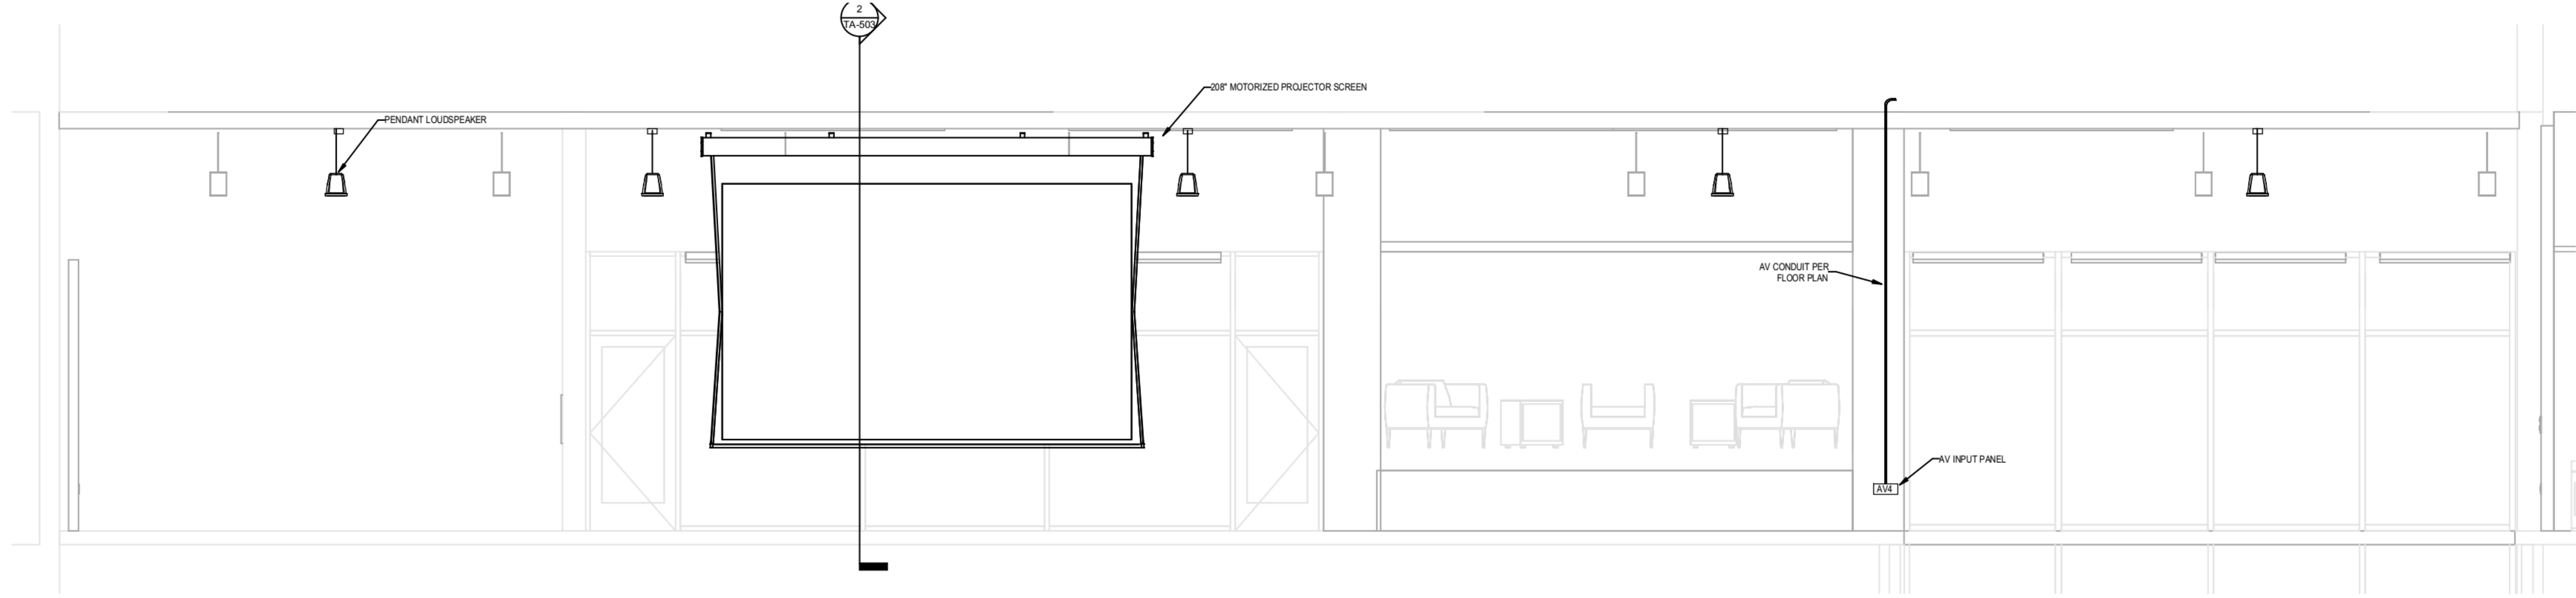 2
TA-503
208" MOTORIZED PROJECTOR SCREEN
PENDANT LOUDSPEAKER
AV CONDUIT PER
FLOOR PLAN
AV INPUT PANEL
AV4